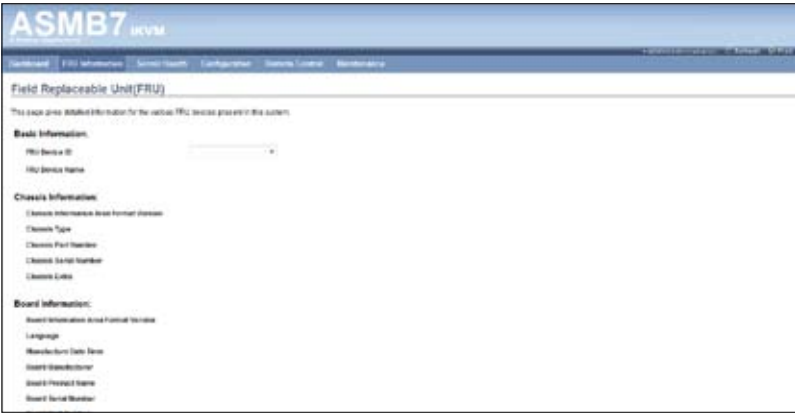 ASMB7 iKVM
Dashboard FRU Information Server Health Configuration Remote Control Maintenance
Field Replaceable Unit(FRU)
This page gives detailed information for the various FRU devices present in this system.
Basic Information:
FRU Device ID
FRU Device Name
Chassis Information:
Chassis Information Area Format Version
Chassis Type
Chassis Part Number
Chassis Serial Number
Chassis Extra
Board Information:
Board Information Area Format Version
Language
Manufacture Date Time
Board Manufacturer
Board Product Name
Board Serial Number